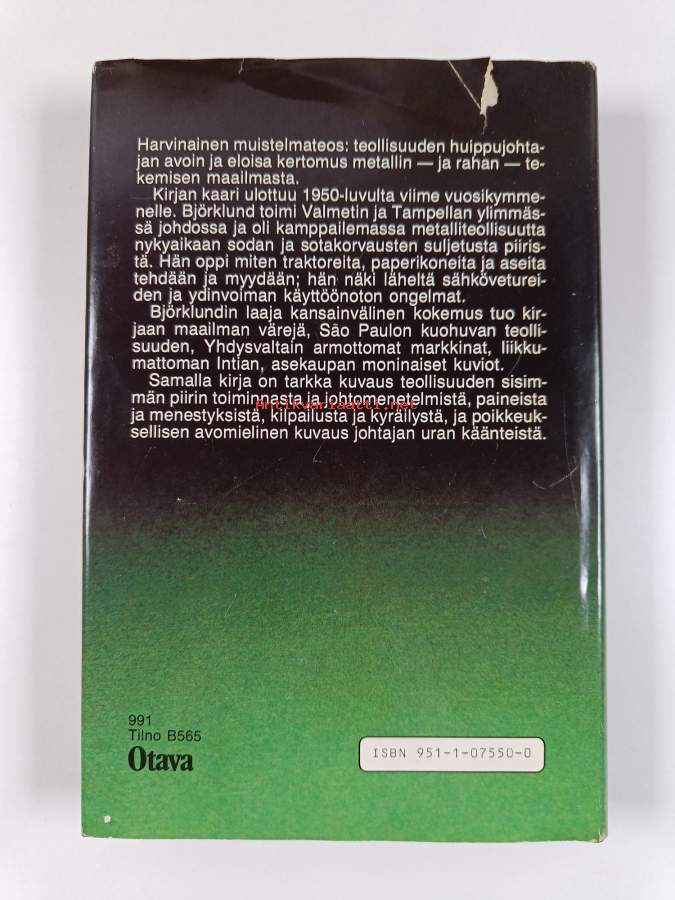 Harvinainen muistelmateos: teollisuuden huippujohta-
jan avoin ja eloisa kertomus metallin — ja rahan — te-
kemisen maailmasta.
Kirjan kaari ulottuu 1950-luvulta viime vuosikymme-
nelle. Björklund toimi Valmetin ja Tampellan ylimmäs-
sä johdossa ja oli kamppailemassa metalliteollisuutta
nykyaikaan sodan ja sotakorvausten suljetusta piiris-
tä. Hän oppi miten traktoreita, paperikoneita ja aseita
tehdään ja myydään; hän näki läheltä sähköveturei-
den ja ydinvoiman käyttöönoton ongelmat.
Björklundin laaja kansainvälinen kokemus tuo kir-
jaan maailman värejä, São Paulon kuohuvan teolli-
suuden, Yhdysvaltain armottomat markkinat, liikku-
mattoman Intian, asekaupan moninaiset kuviot.
Samalla kirja on tarkka kuvaus teollisuuden sisim-
män piirin toiminnasta ja johtomenetelmistä, paineista
Antikvariaatti.net
ja menestyksistä, kilpailusta ja kyräilystä, ja poikkeuk-
sellisen avomielinen kuvaus johtajan uran käänteistä.
991
Tilno B565
Otava
ISBN 951-1-07550-0